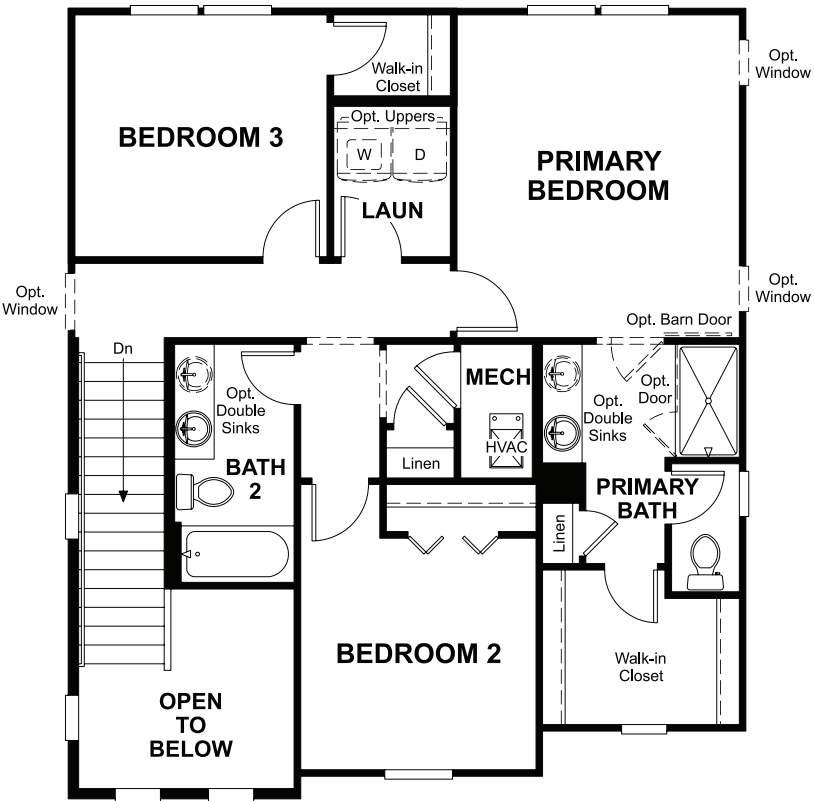 Walk-in
Closet
Opt.
Window
Opt. Uppers
BEDROOM 3
W
D
PRIMARY
BEDROOM
LAUN
Opt.
Window
Opt.
Window
Opt. Barn Door
Dn
MECH
Opt.
Double
Sinks
Opt.
Door
Opt.
Double
Sinks
HVAC
BATH
2
Linen
PRIMARY
BATH
Linen
BEDROOM 2
Walk-in
Closet
OPEN
TO
BELOW